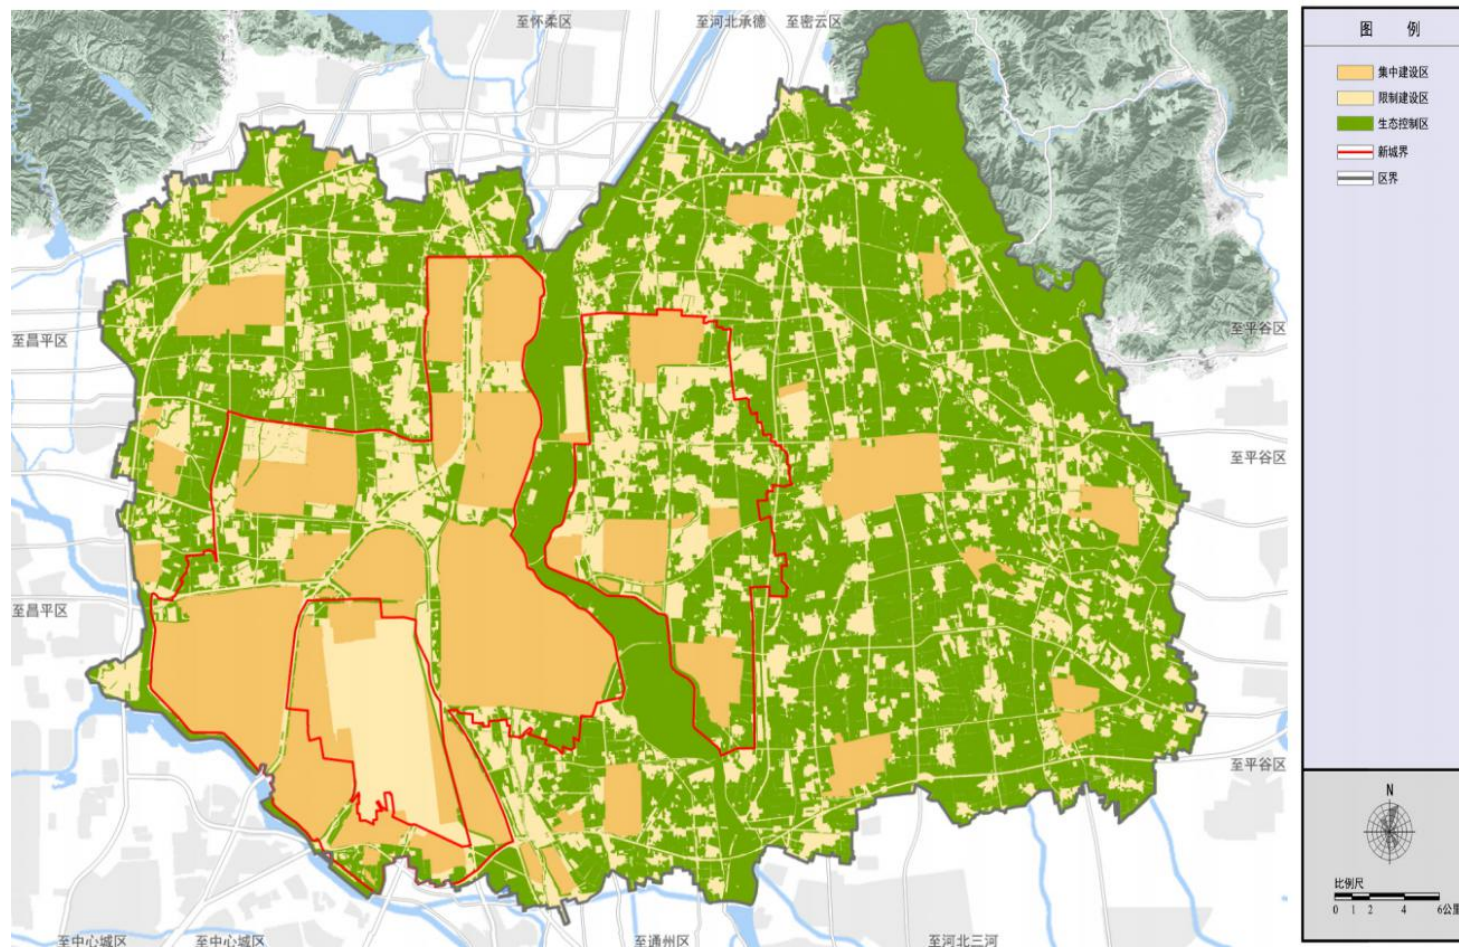 至怀柔区
至河北承德
至密云区
至昌平区
至平谷区
至平谷区
至昌平区
至平谷区
至中心城区
至中心城区
至通州区
至河北三河
图 例
集中建设区
限制建设区
生态控制区
新城界
区界
N
比例尺
0 1 2 4 6公里